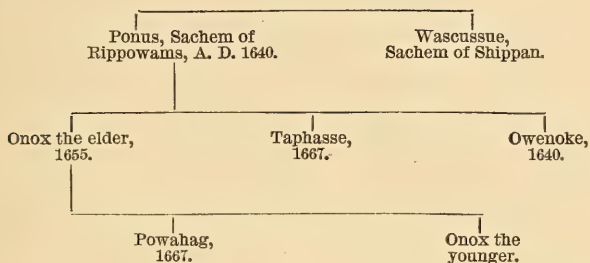 Ponus, Sachem of
Rippowams, A. D. 1640.
Wascussue,
Sachem of Shippan.
Onox the elder,
1655.
Taphasse,
1667.
Owenoke,
1640.
Powahag,
1667.
Onox the
younger.